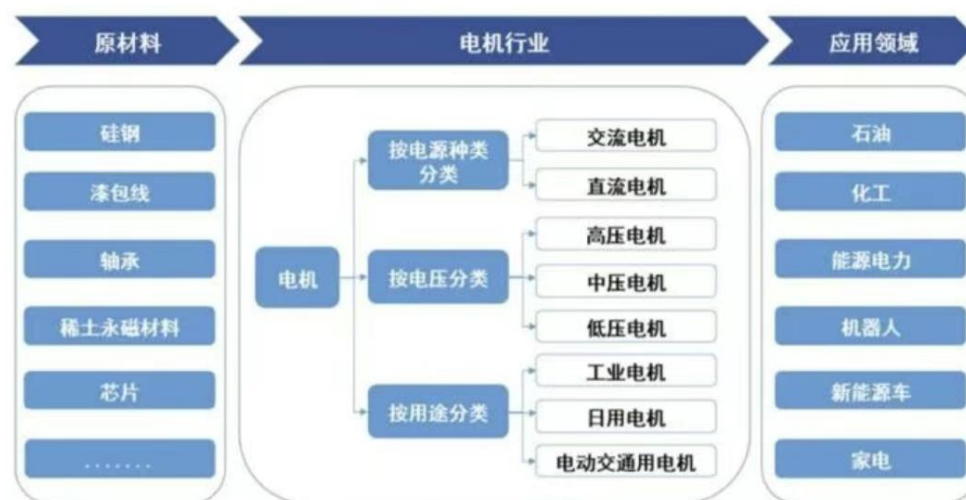 原材料
电机行业
应用领域
硅钢
漆包线
轴承
稀土永磁材料
芯片
.......
电机
按电源种类
分类
交流电机
直流电机
按电压分类
高压电机
中压电机
低压电机
按用途分类
工业电机
日用电机
电动交通用电机
石油
化工
能源电力
机器人
新能源车
家电